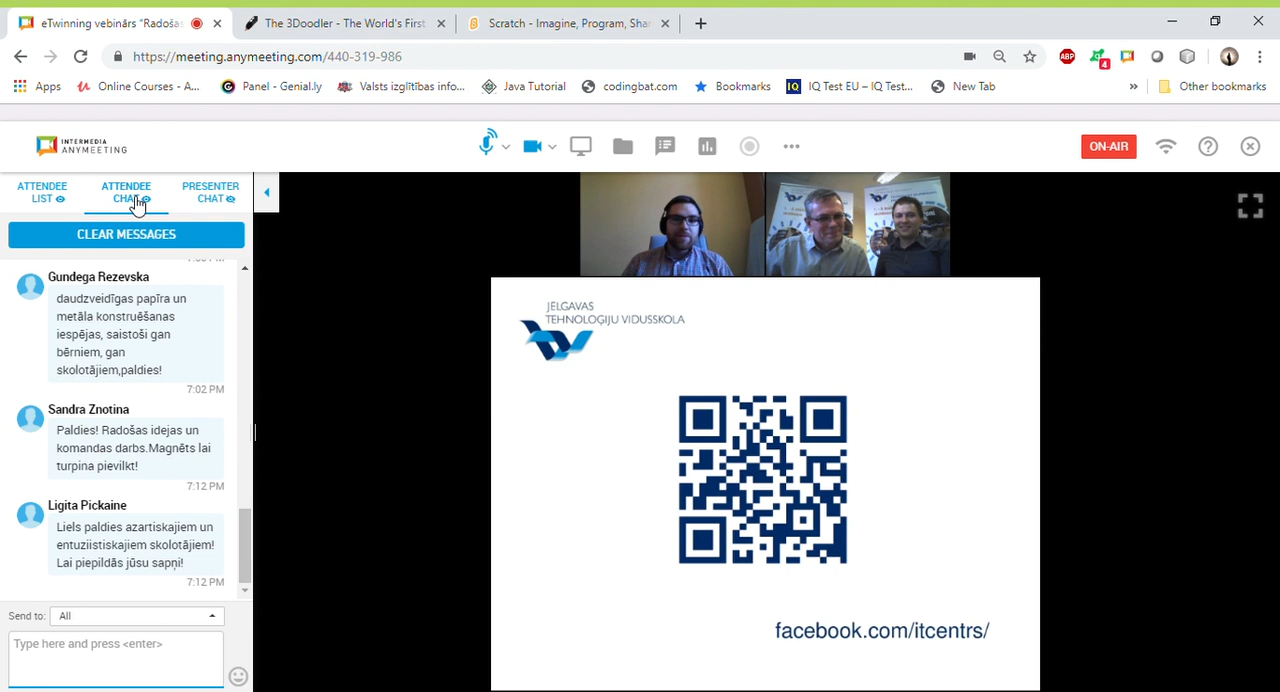 eTwinning vebinārs "Radošas
The 3Doodler - The World's First
Scratch - Imagine, Program, Shar
https://meeting.anymeeting.com/440-319-986
ABP
4
Apps
Online Courses - A...
Panel - Genial.ly
Valsts izglītības info...
Java Tutorial
codingbat.com
Bookmarks
IQ
IQ Test EU – IQ Test...
New Tab
»
Other bookmarks
INTERMEDIA
ANYMEETING
ON-AIR
ATTENDEE
LIST
ATTENDEE
CHAT
PRESENTER
CHAT
CLEAR MESSAGES
Gundega Rezevska
daudzveidīgas papīra un
metāla konstruēšanas
iespējas, saistoši gan
bērniem, gan
skolotājiem,paldies!
7:02 PM
Sandra Znotina
Paldies! Radošas idejas un
komandas darbs.Magnēts lai
turpina pievilkt!
7:12 PM
Ligita Pickaine
Liels paldies azartiskajiem un
entuziistiskajiem skolotājiem!
Lai piepildās jūsu sapņi!
7:12 PM
Send to:
All
Type here and press <enter>
JELGAVAS
TEHNOLOĢIJU VIDUSSKOLA
facebook.com/itcentrs/